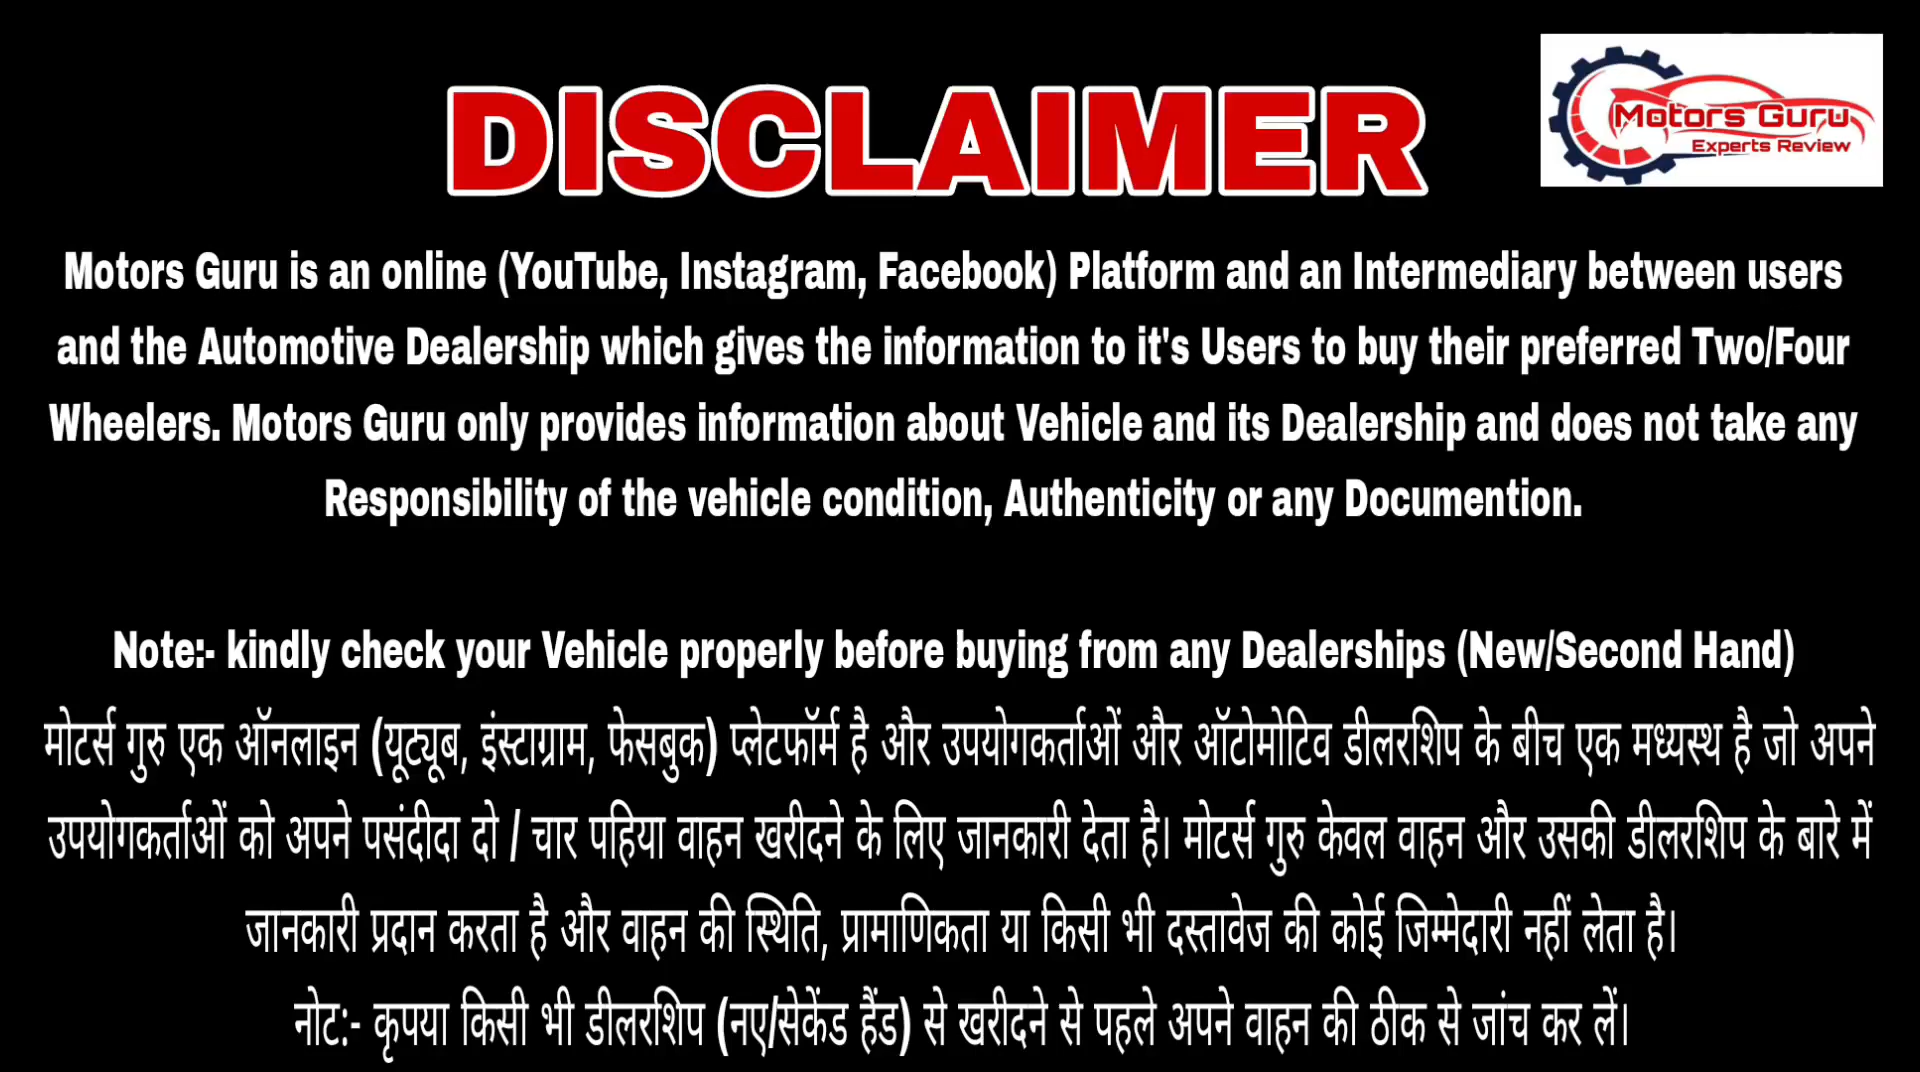 DISCLAIMER
Motors Guru
Experts Review
Motors Guru is an online (YouTube, Instagram, Facebook) Platform and an Intermediary between users
and the Automotive Dealership which gives the information to it's Users to buy their preferred Two/Four
Wheelers. Motors Guru only provides information about Vehicle and its Dealership and does not take any
Responsibility of the vehicle condition, Authenticity or any Documention.
Note:- kindly check your Vehicle properly before buying from any Dealerships (New/Second Hand)
मोटर्स गुरु एक ऑनलाइन (यूट्यूब, इंस्टाग्राम, फेसबुक) प्लेटफॉर्म है और उपयोगकर्ताओं और ऑटोमोटिव डीलरशिप के बीच एक मध्यस्थ है जो अपने
उपयोगकर्ताओं को अपने पसंदीदा दो / चार पहिया वाहन खरीदने के लिए जानकारी देता है। मोटर्स गुरु केवल वाहन और उसकी डीलरशिप के बारे में
जानकारी प्रदान करता है और वाहन की स्थिति, प्रामाणिकता या किसी भी दस्तावेज की कोई जिम्मेदारी नहीं लेता है।
नोट:- कृपया किसी भी डीलरशिप (नए/सेकेंड हैंड) से खरीदने से पहले अपने वाहन की ठीक से जांच कर लें।